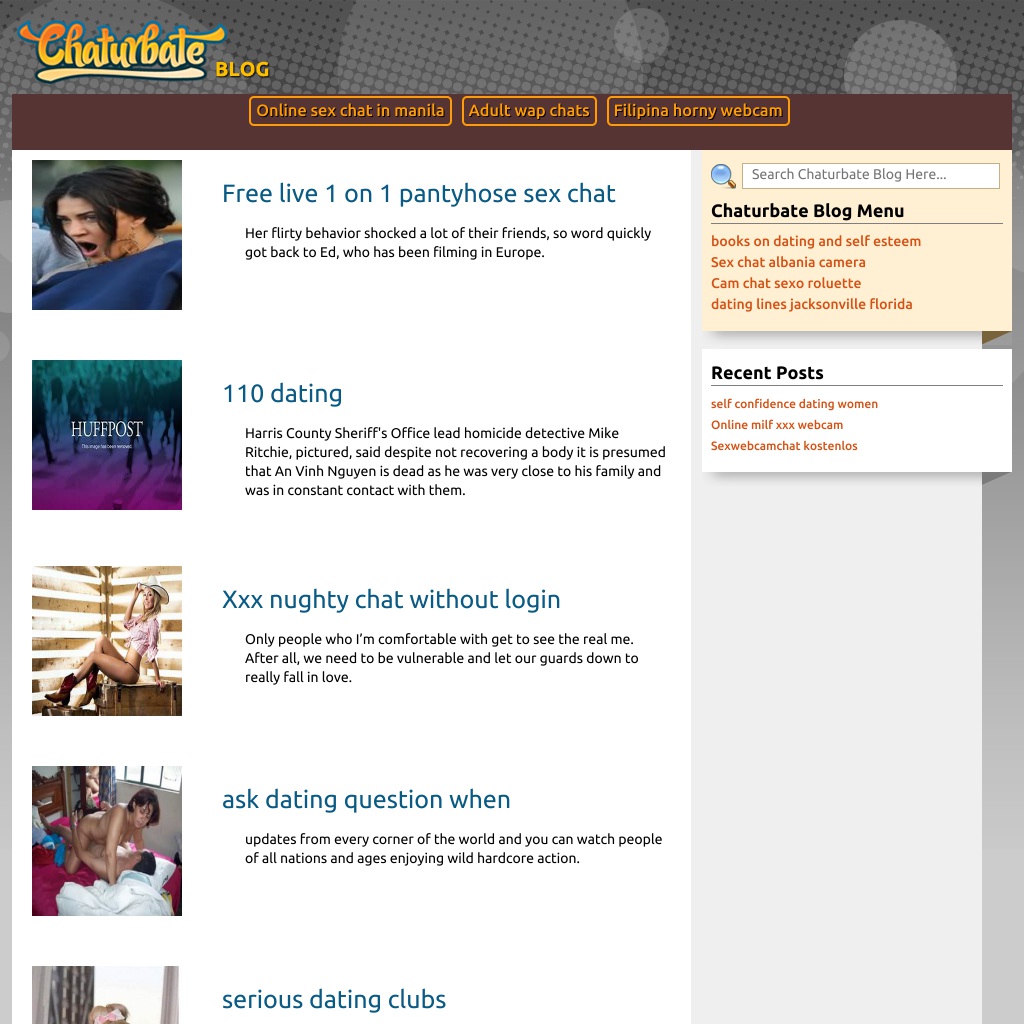 Chaturbate BLOG
Online sex chat in manila
Adult wap chats
Filipina horny webcam
Free live 1 on 1 pantyhose sex chat
Her flirty behavior shocked a lot of their friends, so word quickly
got back to Ed, who has been filming in Europe.
HUFFPOST
This image has been removed.
110 dating
Harris County Sheriff's Office lead homicide detective Mike
Ritchie, pictured, said despite not recovering a body it is presumed
that An Vinh Nguyen is dead as he was very close to his family and
was in constant contact with them.
Xxx nughty chat without login
Only people who I’m comfortable with get to see the real me.
After all, we need to be vulnerable and let our guards down to
really fall in love.
ask dating question when
updates from every corner of the world and you can watch people
of all nations and ages enjoying wild hardcore action.
serious dating clubs
Search Chaturbate Blog Here...
Chaturbate Blog Menu
books on dating and self esteem
Sex chat albania camera
Cam chat sexo roluette
dating lines jacksonville florida
Recent Posts
self confidence dating women
Online milf xxx webcam
Sexwebcamchat kostenlos